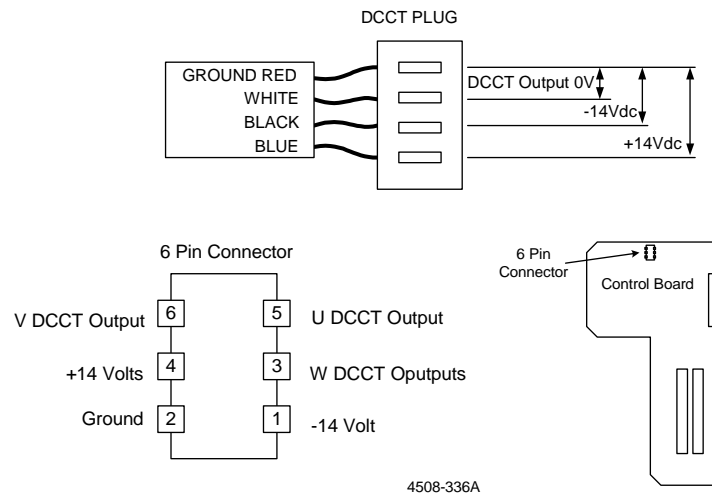 DCCT PLUG
GROUND RED
WHITE
BLACK
BLUE
DCCT Output 0V
-14Vdc
+14Vdc
6 Pin Connector
6
5
V DCCT Output
U DCCT Output
4
3
+14 Volts
W DCCT Oputputs
2
1
Ground
-14 Volt
6 Pin
Connector
Control Board
4508-336A